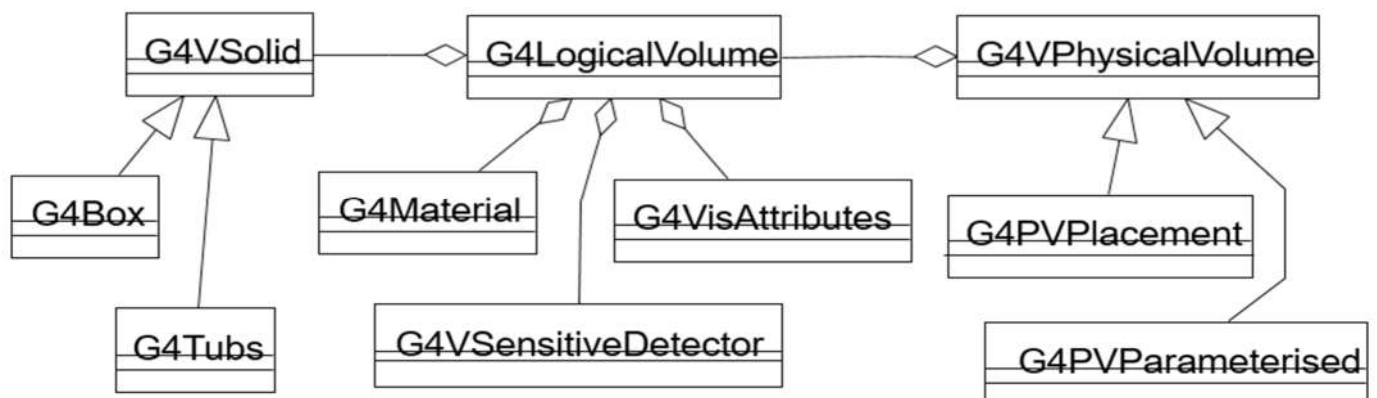 G4VSolid
G4LogicalVolume
G4VPhysicalVolume
G4Box
G4Material
G4VisAttributes
G4PVPlacement
G4Tubs
G4VSensitiveDetector
G4PVParameterised